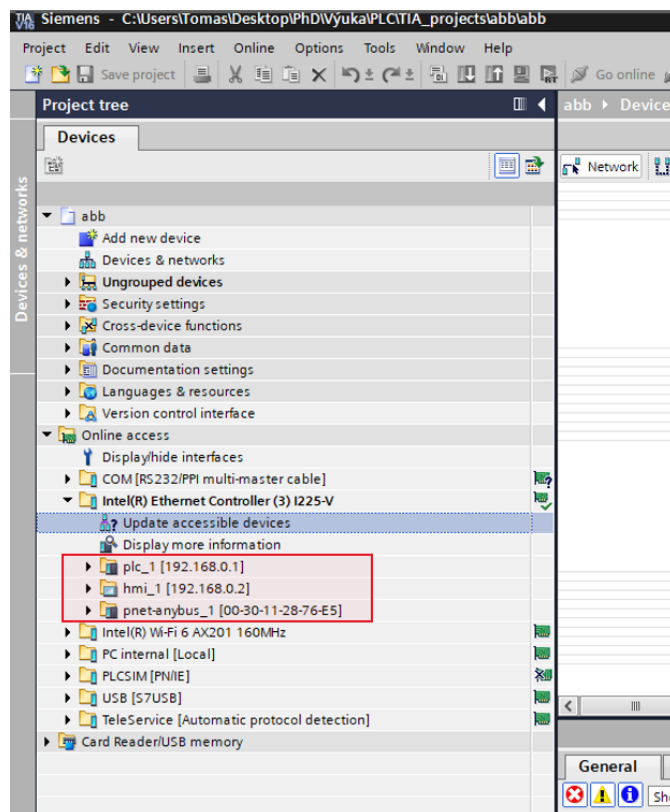 TIA V16 Siemens - C:\Users\Tomas\Desktop\PhD\Výuka\PLC\TIA_projects\abb\abb
Project Edit View Insert Online Options Tools Window Help
Save project Go online
Project tree abb Device
Devices
Network
Devices & networks
abb
Add new device
Devices & networks
Ungrouped devices
Security settings
Cross-device functions
Common data
Documentation settings
Languages & resources
Version control interface
Online access
Display/hide interfaces
COM [RS232/PPI multi-master cable]
Intel(R) Ethernet Controller (3) I225-V
Update accessible devices
Display more information
plc_1 [192.168.0.1]
hmi_1 [192.168.0.2]
pnet-anybus_1 [00-30-11-28-76-E5]
Intel(R) Wi-Fi 6 AX201 160MHz
PC internal [Local]
PLCSIM [PN/IE]
USB [S7USB]
TeleService [Automatic protocol detection]
Card Reader/USB memory
General
Sh